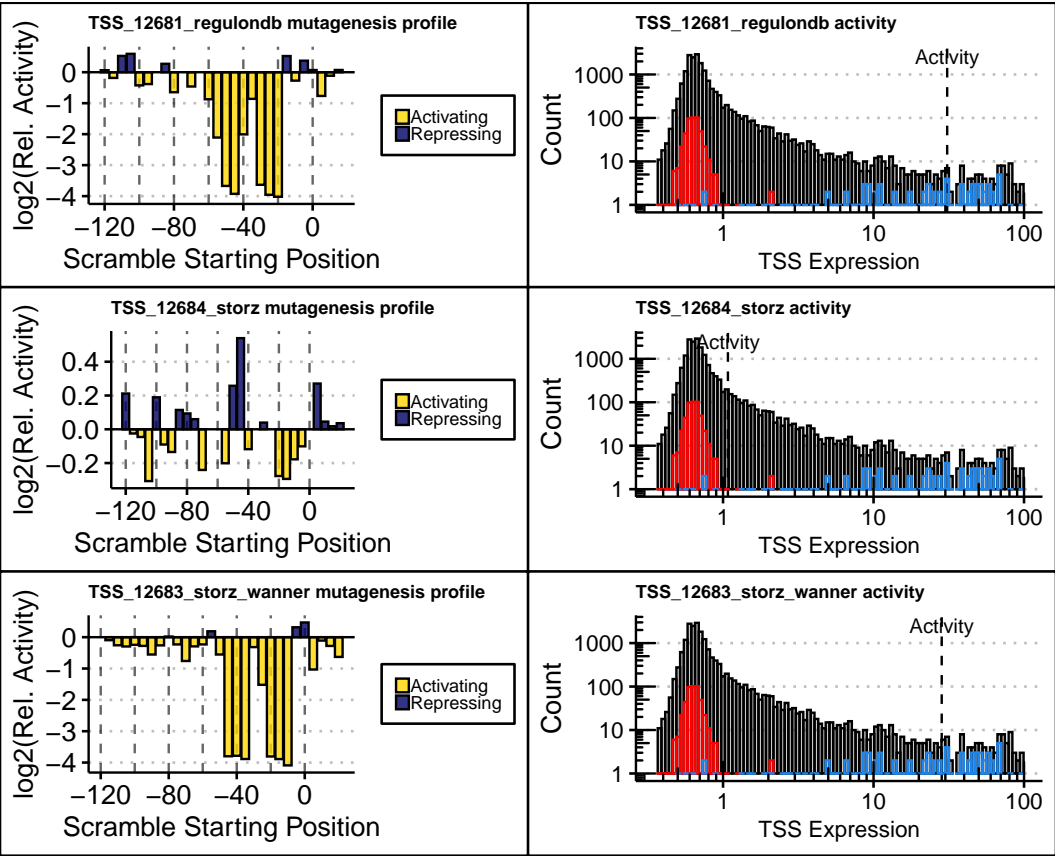 TSS_12681_regulondb mutagenesis profile
log2(Rel. Activity)
0
−1
−2
−3
−4
−120 −80 −40 0
Scramble Starting Position
Activating
Repressing
TSS_12681_regulondb activity
Activity
Count
1000
100
10
1
1 10 100
TSS Expression
TSS_12684_storz mutagenesis profile
log2(Rel. Activity)
0.4
0.2
0.0
−0.2
−120 −80 −40 0
Scramble Starting Position
Activating
Repressing
TSS_12684_storz activity
Activity
Count
1000
100
10
1
1 10 100
TSS Expression
TSS_12683_storz_wanner mutagenesis profile
log2(Rel. Activity)
0
−1
−2
−3
−4
−120 −80 −40 0
Scramble Starting Position
Activating
Repressing
TSS_12683_storz_wanner activity
Activity
Count
1000
100
10
1
1 10 100
TSS Expression